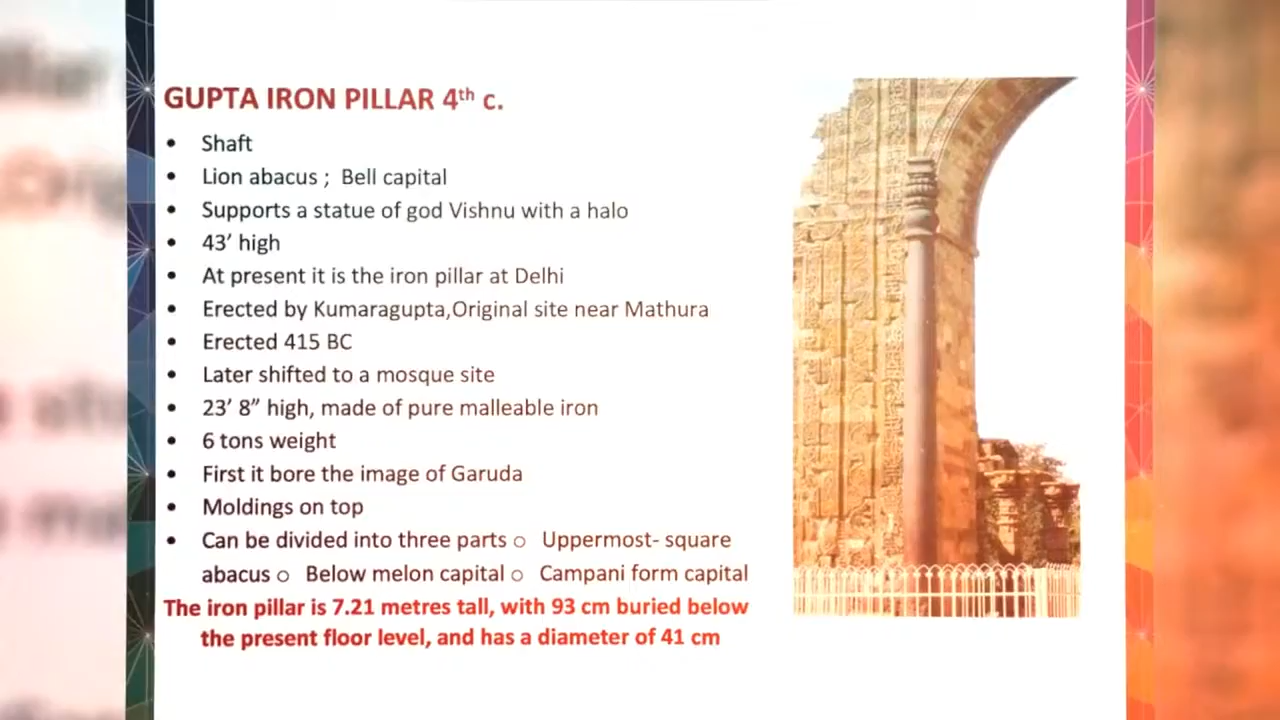 GUPTA IRON PILLAR 4th c.
• Shaft
• Lion abacus ; Bell capital
• Supports a statue of god Vishnu with a halo
• 43’ high
• At present it is the iron pillar at Delhi
• Erected by Kumaragupta,Original site near Mathura
• Erected 415 BC
• Later shifted to a mosque site
• 23’ 8” high, made of pure malleable iron
• 6 tons weight
• First it bore the image of Garuda
• Moldings on top
• Can be divided into three parts o Uppermost- square
abacus o Below melon capital o Campani form capital
The iron pillar is 7.21 metres tall, with 93 cm buried below
the present floor level, and has a diameter of 41 cm